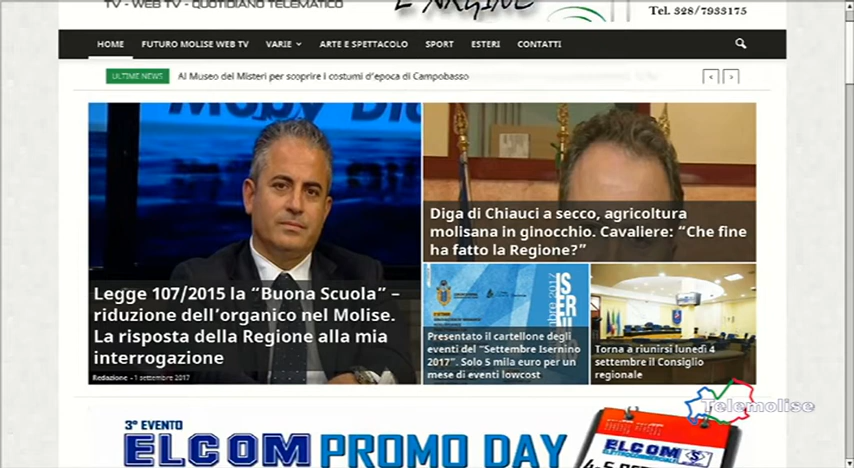 TV - WEB TV - QUOTIDIANO TELEMATICO
L'ARGINE
Tel. 328/7933175
HOME FUTURO MOLISE WEB TV VARIE ARTE E SPETTACOLO SPORT ESTERI CONTATTI
ULTIME NEWS Al Museo dei Misteri per scoprire i costumi d'epoca di Campobasso
Moby Di
Legge 107/2015 la “Buona Scuola” –
riduzione dell'organico nel Molise.
La risposta della Regione alla mia
interrogazione
Redazione - 1 settembre 2017
Diga di Chiauci a secco, agricoltura
molisana in ginocchio. Cavaliere: “Che fine
ha fatto la Regione?”
Presentato il cartellone degli
eventi del “Settembre Isernino
2017”. Solo 5 mila euro per un
mese di eventi lowcost
Torna a riunirsi lunedì 4
settembre il Consiglio
regionale
Telemolise
3° EVENTO
ELCOM PROMO DAY
ELCOM